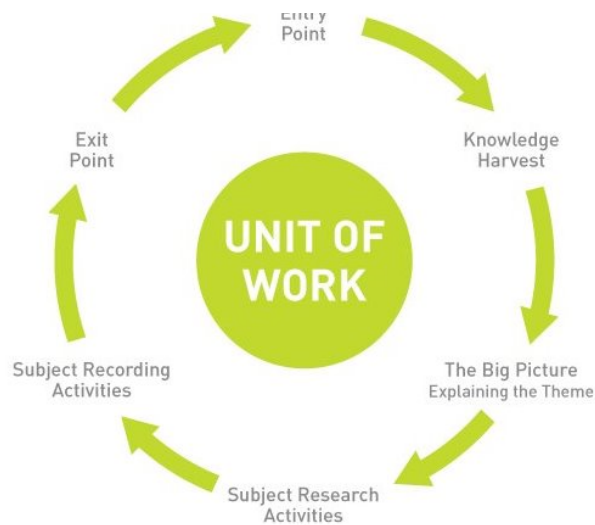 Entry
Point
Knowledge
Harvest
The Big Picture
Explaining the Theme
Subject Research
Activities
Subject Recording
Activities
Exit
Point
UNIT OF
WORK